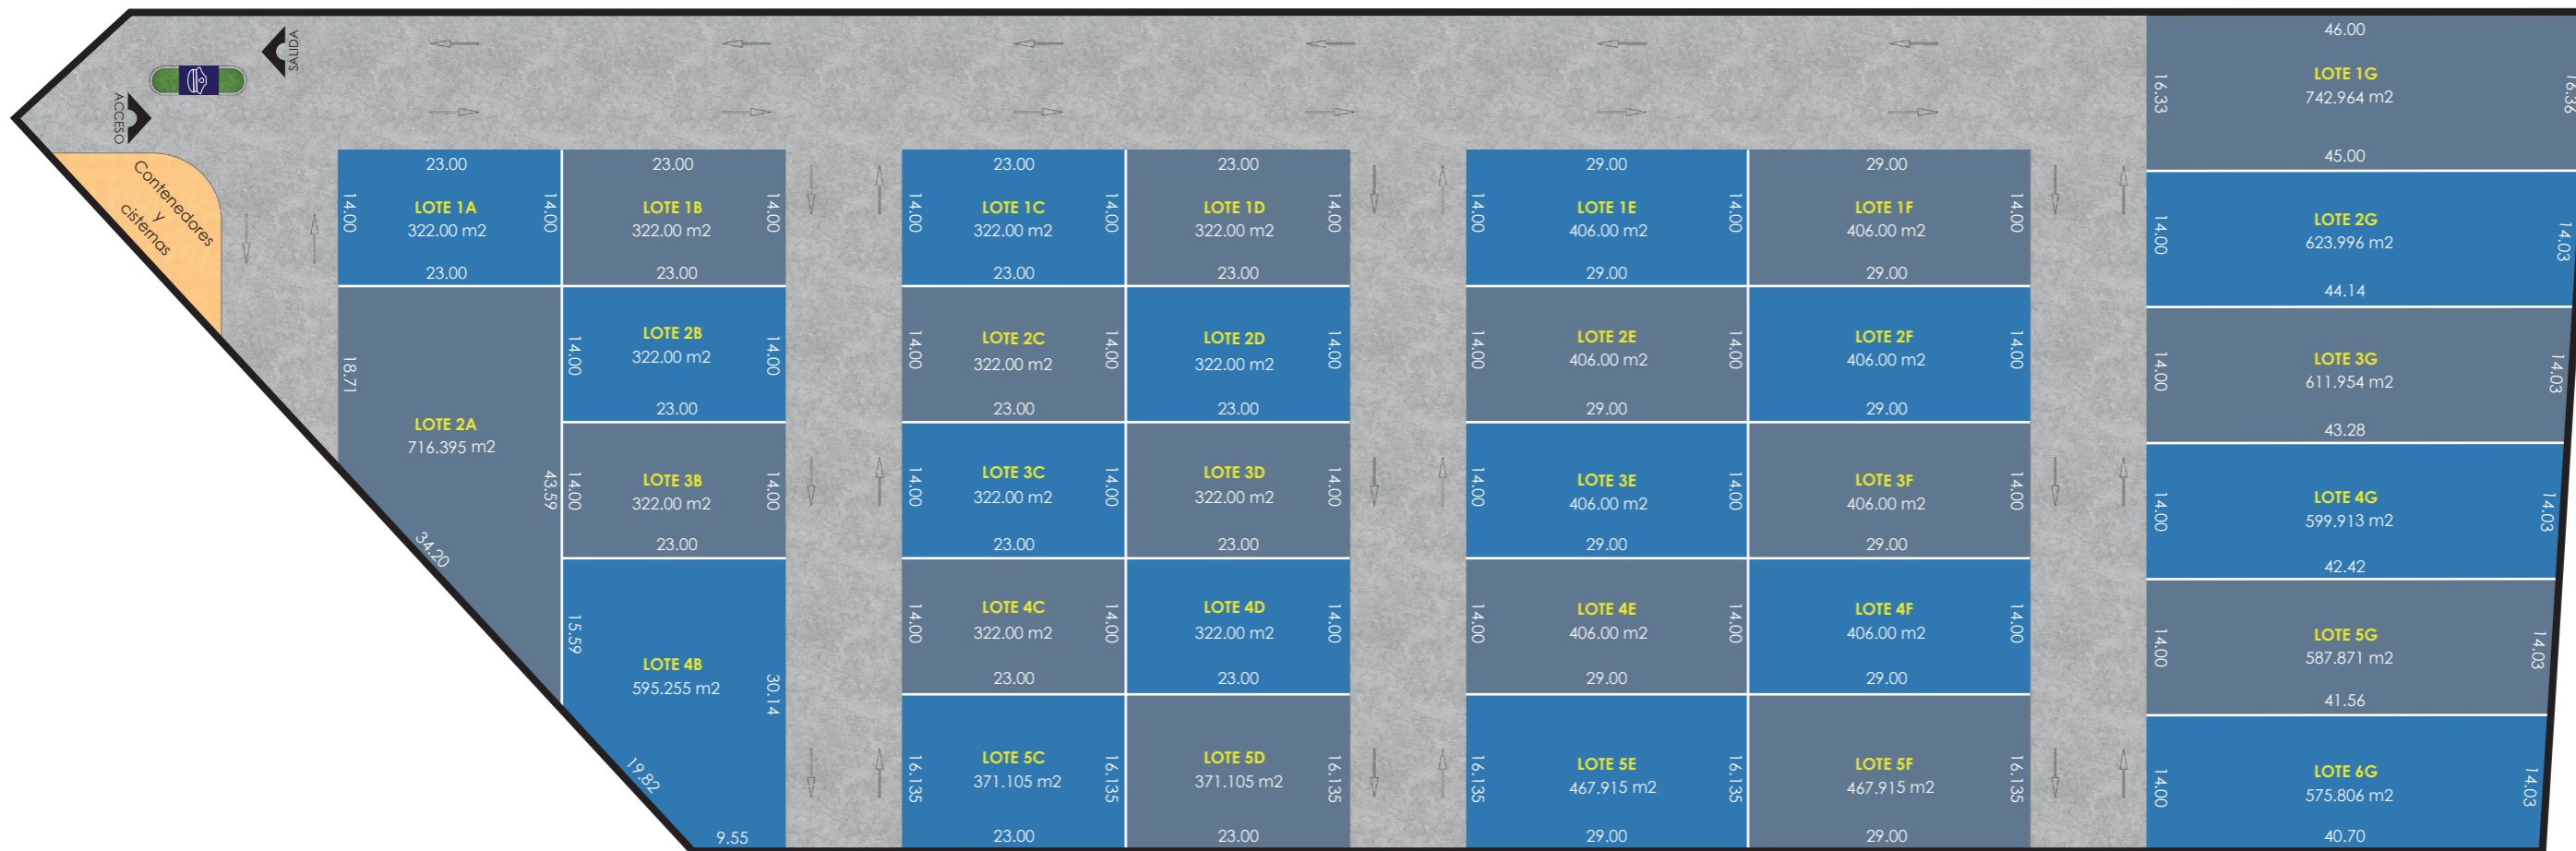 SALIDA
ACCESO
Contenedores
y
cisternas
23.00
14.00
LOTE 1A
322.00 m2
14.00
23.00
18.71
LOTE 2A
716.395 m2
43.59
34.20
23.00
LOTE 1B
322.00 m2
14.00
23.00
14.00
LOTE 2B
322.00 m2
14.00
23.00
14.00
LOTE 3B
322.00 m2
14.00
23.00
15.59
LOTE 4B
595.255 m2
30.14
19.82
9.55
23.00
14.00
LOTE 1C
322.00 m2
14.00
23.00
14.00
LOTE 2C
322.00 m2
14.00
23.00
14.00
LOTE 3C
322.00 m2
14.00
23.00
14.00
LOTE 4C
322.00 m2
14.00
23.00
16.135
LOTE 5C
371.105 m2
16.135
23.00
23.00
LOTE 1D
322.00 m2
14.00
23.00
LOTE 2D
322.00 m2
14.00
23.00
LOTE 3D
322.00 m2
14.00
23.00
LOTE 4D
322.00 m2
14.00
23.00
LOTE 5D
371.105 m2
16.135
23.00
29.00
14.00
LOTE 1E
406.00 m2
14.00
29.00
14.00
LOTE 2E
406.00 m2
14.00
29.00
14.00
LOTE 3E
406.00 m2
14.00
29.00
14.00
LOTE 4E
406.00 m2
14.00
29.00
16.135
LOTE 5E
467.915 m2
16.135
29.00
29.00
LOTE 1F
406.00 m2
14.00
29.00
LOTE 2F
406.00 m2
14.00
29.00
LOTE 3F
406.00 m2
14.00
29.00
LOTE 4F
406.00 m2
14.00
29.00
LOTE 5F
467.915 m2
16.135
29.00
46.00
16.33
LOTE 1G
742.964 m2
16.36
45.00
14.00
LOTE 2G
623.996 m2
14.03
44.14
14.00
LOTE 3G
611.954 m2
14.03
43.28
14.00
LOTE 4G
599.913 m2
14.03
42.42
14.00
LOTE 5G
587.871 m2
14.03
41.56
14.00
LOTE 6G
575.806 m2
14.03
40.70